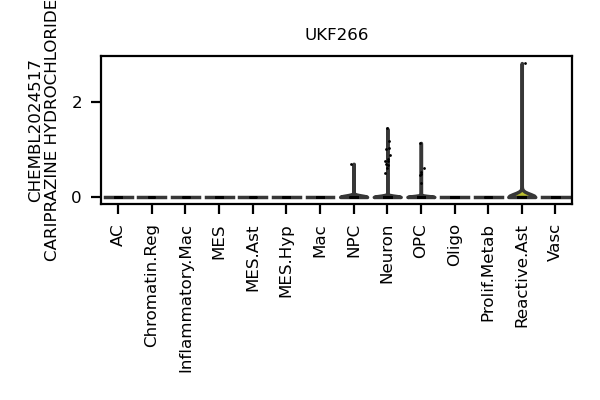 UKF266
CHEMBL2024517
CARIPRAZINE HYDROCHLORIDE
2
0
AC
Chromatin.Reg
Inflammatory.Mac
MES
MES.Ast
MES.Hyp
Mac
NPC
Neuron
OPC
Oligo
Prolif.Metab
Reactive.Ast
Vasc